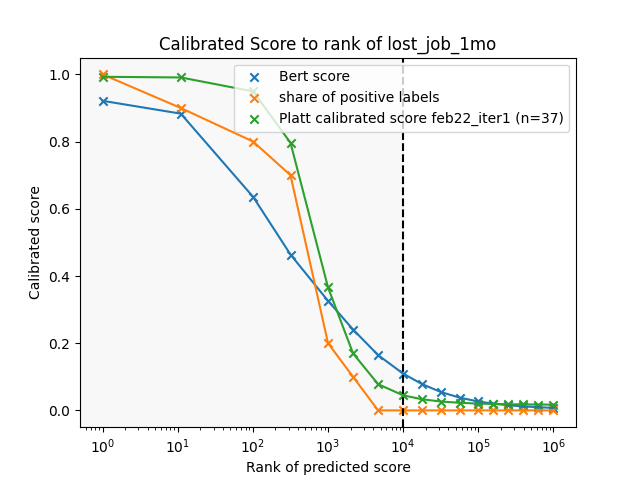 Calibrated Score to rank of lost_job_1mo
Bert score
share of positive labels
Platt calibrated score feb22_iter1 (n=37)
Calibrated score
1.0
0.8
0.6
0.4
0.2
0.0
10⁰ 10¹ 10² 10³ 10⁴ 10⁵ 10⁶
Rank of predicted score